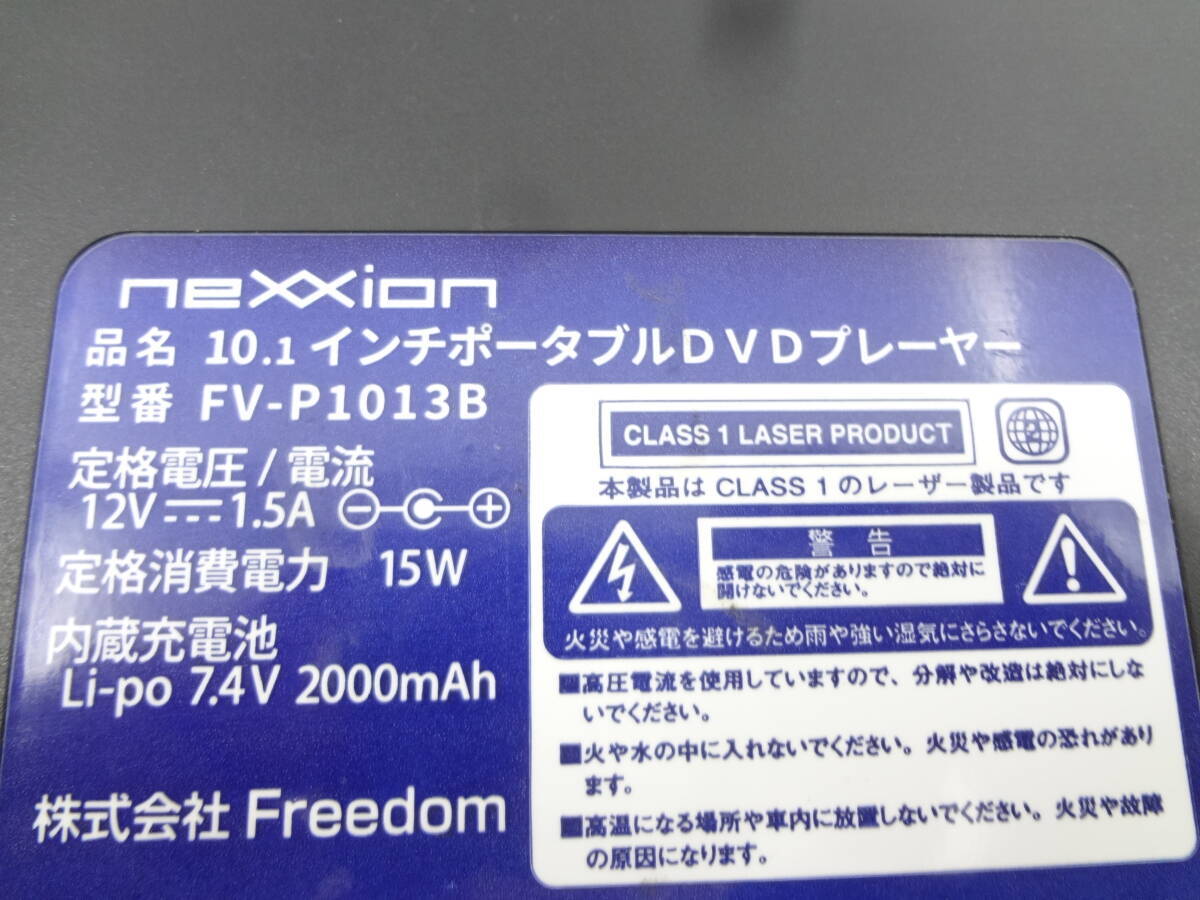 neXXion
品名 10.1インチポータブルDVDプレーヤー
型番 FV-P1013B
定格電圧/電流
12V 1.5A
定格消費電力 15W
内蔵充電池
Li-po 7.4V 2000mAh
株式会社 Freedom
CLASS 1 LASER PRODUCT
2
本製品は CLASS 1 のレーザー製品です
警告
感電の危険がありますので絶対に
開けないでください。
火災や感電を避けるため雨や強い湿気にさらさないでください。
■高圧電流を使用していますので、分解や改造は絶対にしな
いでください。
■火や水の中に入れないでください。火災や感電の恐れがあり
ます。
■高温になる場所や車内に放置しないでください。火災や故障
の原因になります。